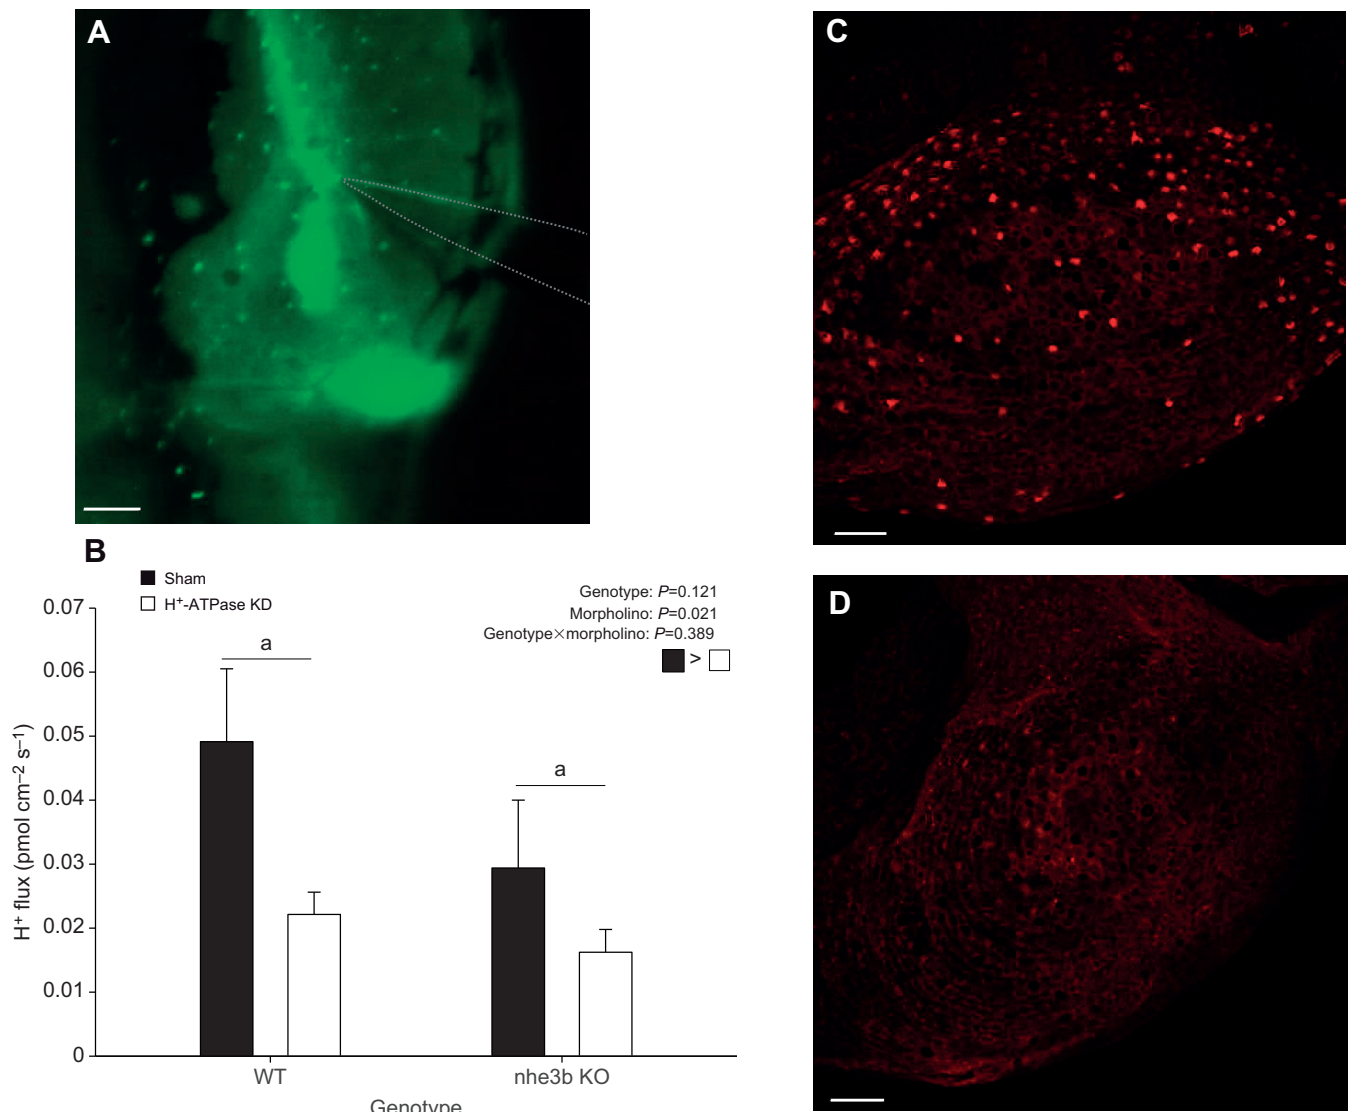 A
C
B
Sham
H⁺-ATPase KD
Genotype: P=0.121
Morpholino: P=0.021
Genotype×morpholino: P=0.389
>
a
a
0.07
0.06
0.05
0.04
0.03
0.02
0.01
0
H⁺ flux (pmol cm⁻² s⁻¹)
WT
nhe3b KO
Genotype
D